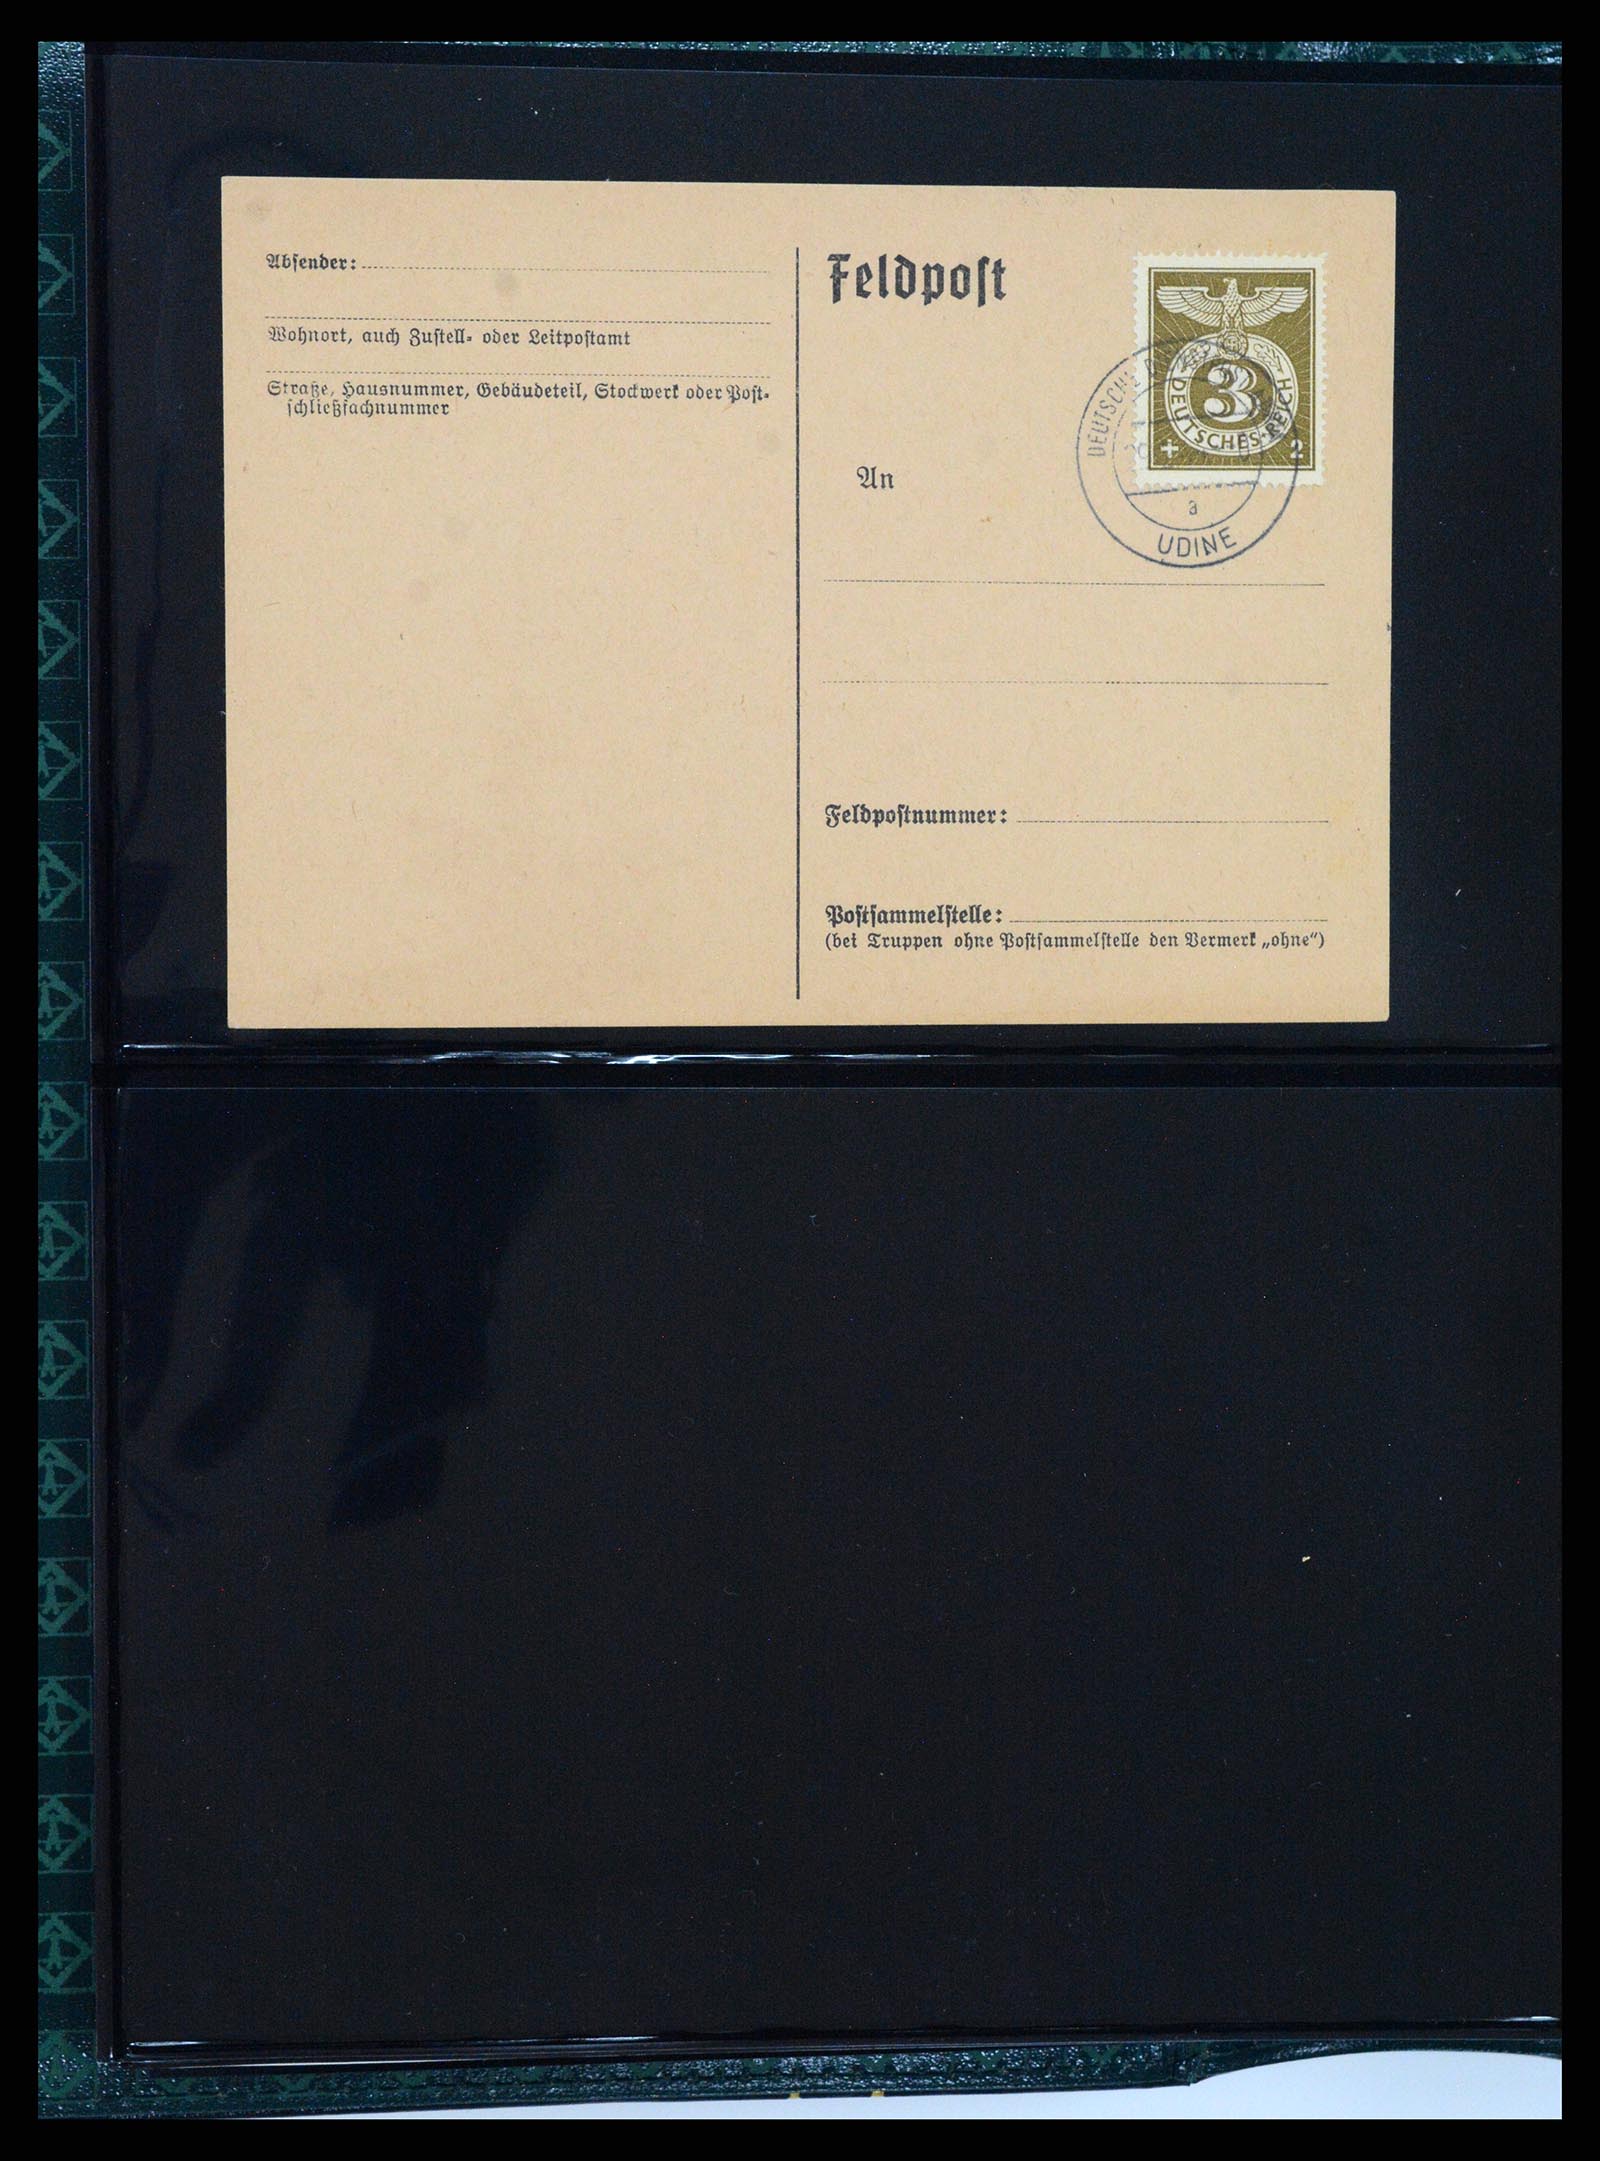 Absender:
Wohnort, auch Zustell- oder Leitpostamt
Straße, Hausnummer, Gebäudeteil, Stockwerk oder Post-
schließfachnummer
Feldpost
3
DEUTSCHES REICH
+ 2
DEUTSCHE
a
UDINE
An
Feldpostnummer:
Postsammelstelle:
(bei Truppen ohne Postsammelstelle den Vermerk „ohne“)